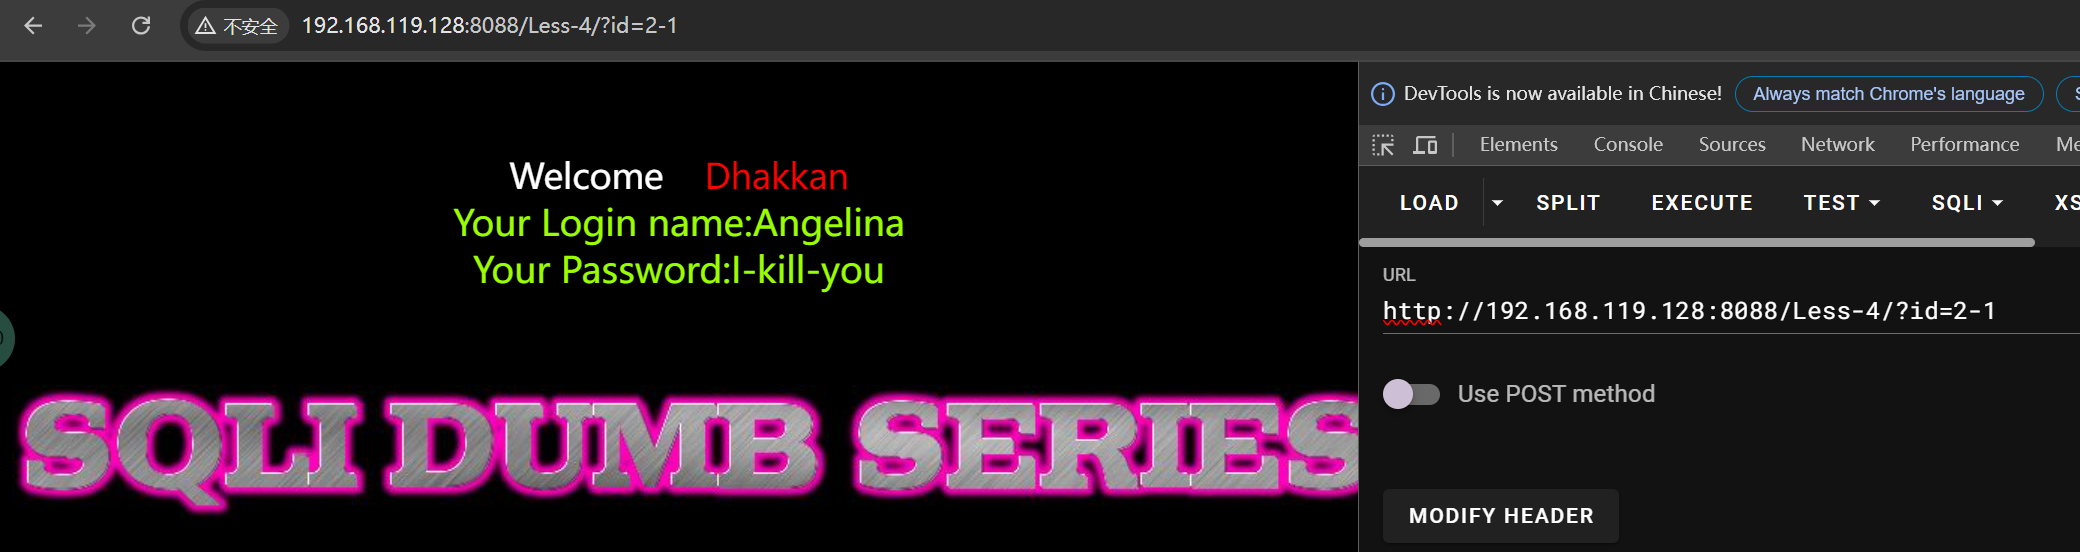 不安全 192.168.119.128:8088/Less-4/?id=2-1
Welcome Dhakkan
Your Login name:Angelina
Your Password:I-kill-you
SQLI DUMB SERIES
DevTools is now available in Chinese! Always match Chrome's language
Elements Console Sources Network Performance Me
LOAD SPLIT EXECUTE TEST SQLI XS
URL
http://192.168.119.128:8088/Less-4/?id=2-1
Use POST method
MODIFY HEADER